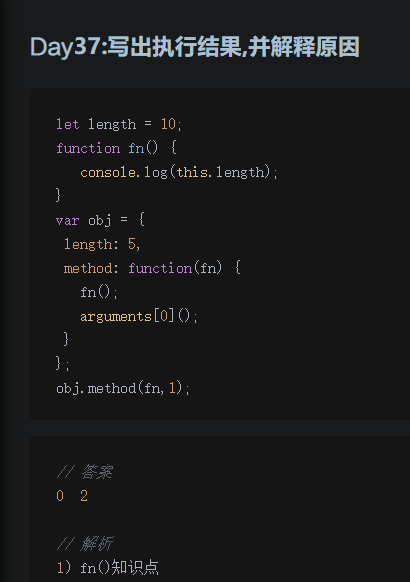 Day37:写出执行结果,并解释原因
let length = 10;
function fn() {
console.log(this.length);
}
var obj = {
length: 5,
method: function(fn) {
fn();
arguments[0]();
}
};
obj.method(fn,1);
// 答案
0 2
// 解析
1) fn()知识点